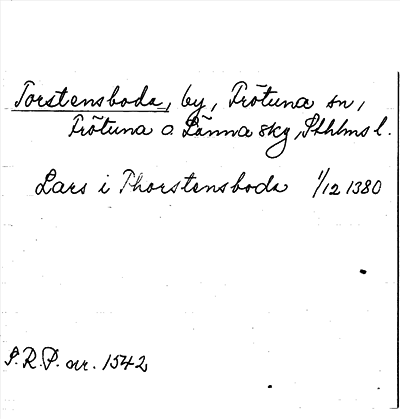 Torstensboda, by, Frötuna sn,
Frötuna o Länna skg, Sthlms l.
Lars i Thorstensboda 1/12 1380
S.R.P. nr. 1542